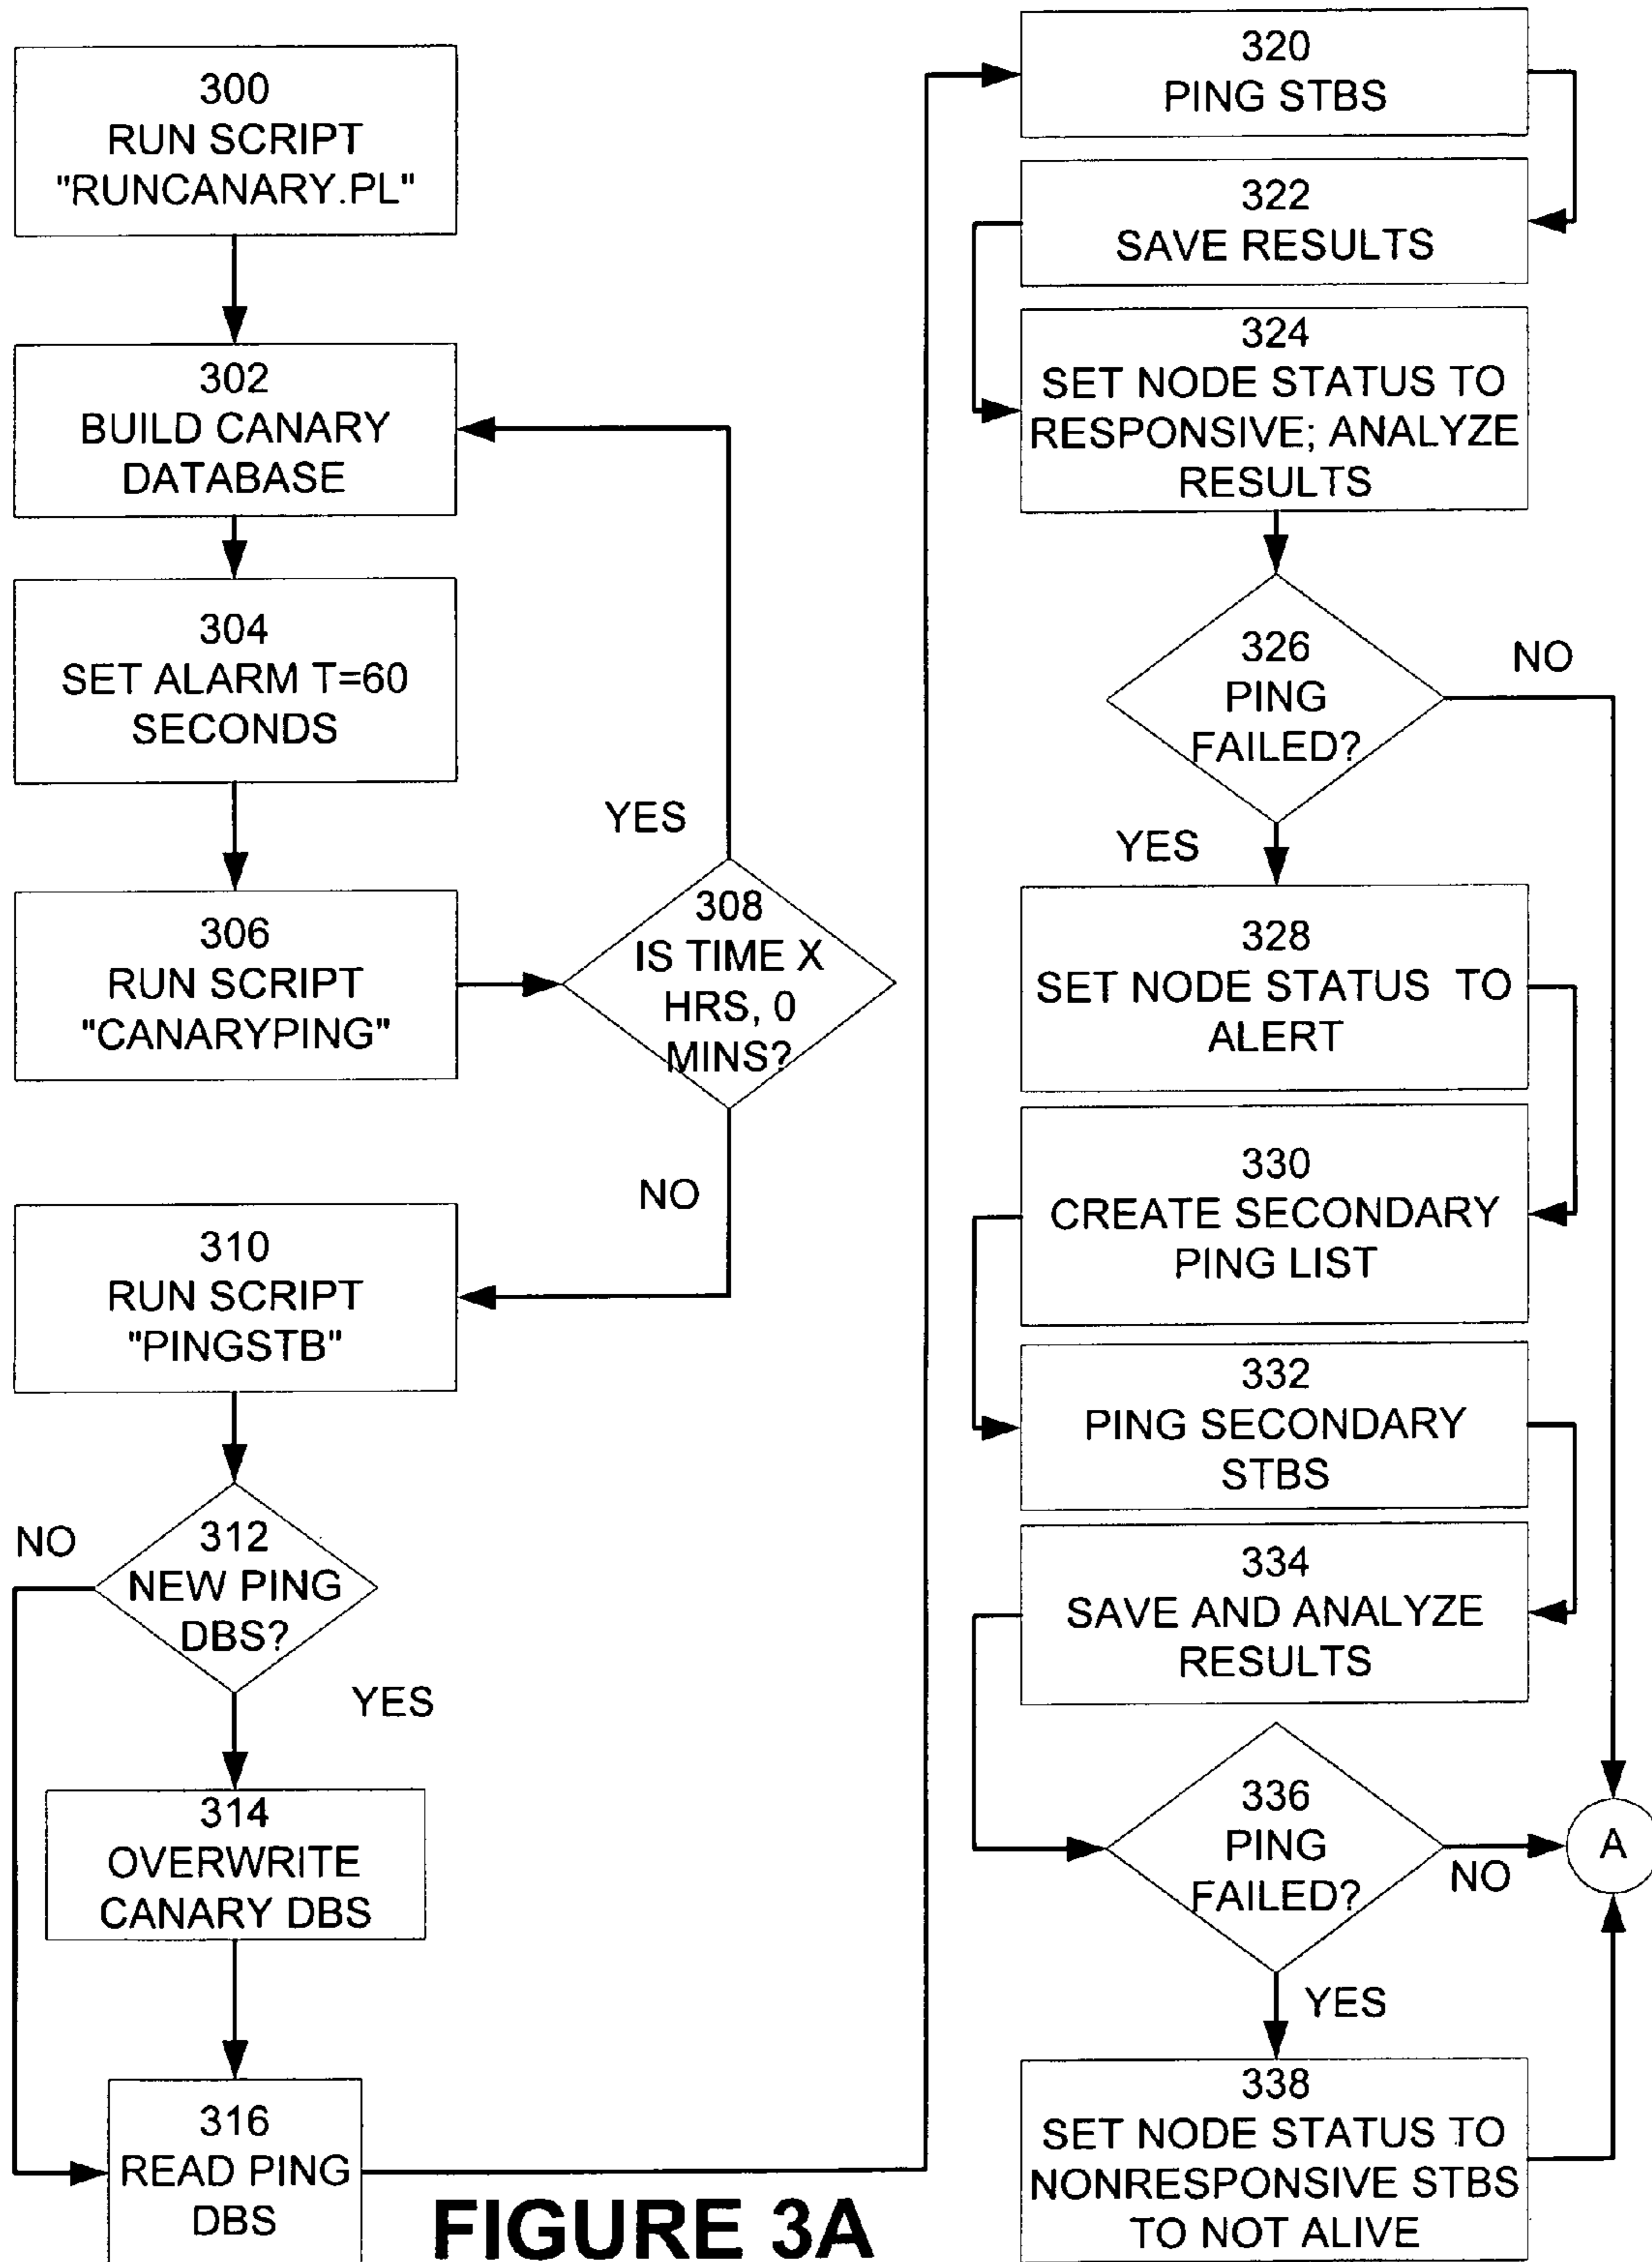 300
RUN SCRIPT
"RUNCANARY.PL"
302
BUILD CANARY
DATABASE
304
SET ALARM T=60
SECONDS
306
RUN SCRIPT
"CANARYPING"
YES
308
IS TIME X
HRS, 0
MINS?
NO
310
RUN SCRIPT
"PINGSTB"
NO
312
NEW PING
DBS?
YES
314
OVERWRITE
CANARY DBS
316
READ PING
DBS
320
PING STBS
322
SAVE RESULTS
324
SET NODE STATUS TO
RESPONSIVE; ANALYZE
RESULTS
326
PING
FAILED?
NO
YES
328
SET NODE STATUS TO
ALERT
330
CREATE SECONDARY
PING LIST
332
PING SECONDARY
STBS
334
SAVE AND ANALYZE
RESULTS
336
PING
FAILED?
NO
A
YES
338
SET NODE STATUS TO
NONRESPONSIVE STBS
TO NOT ALIVE
FIGURE 3A